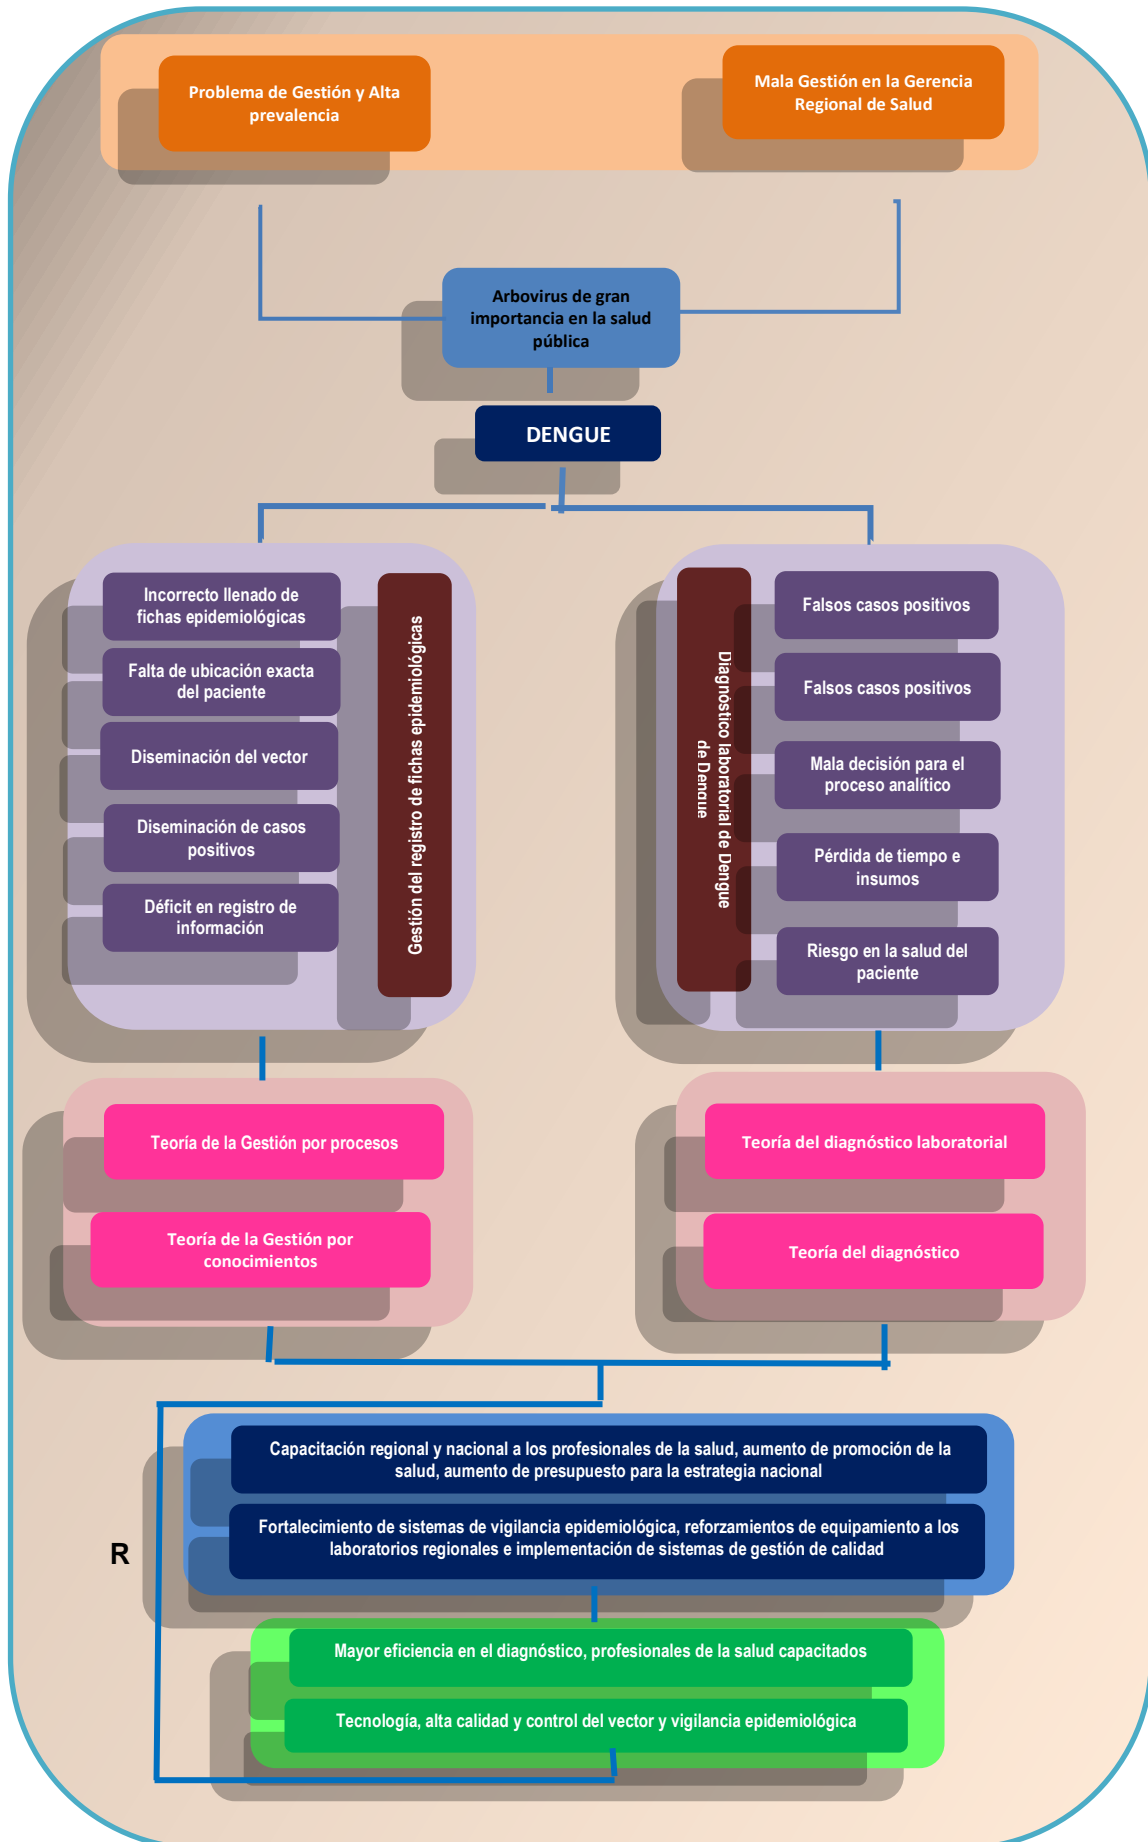 Problema de Gestión y Alta
prevalencia
Mala Gestión en la Gerencia
Regional de Salud
Arbovirus de gran
importancia en la salud
pública
DENGUE
Incorrecto llenado de
fichas epidemiológicas
Falta de ubicación exacta
del paciente
Diseminación del vector
Diseminación de casos
positivos
Déficit en registro de
información
Gestión del registro de fichas epidemiológicas
Diagnóstico laboratorial de Dengue
de Dengue
Falsos casos positivos
Falsos casos positivos
Mala decisión para el
proceso analítico
Pérdida de tiempo e
insumos
Riesgo en la salud del
paciente
Teoría de la Gestión por procesos
Teoría de la Gestión por
conocimientos
Teoría del diagnóstico laboratorial
Teoría del diagnóstico
Capacitación regional y nacional a los profesionales de la salud, aumento de promoción de la
salud, aumento de presupuesto para la estrategia nacional
Fortalecimiento de sistemas de vigilancia epidemiológica, reforzamientos de equipamiento a los
laboratorios regionales e implementación de sistemas de gestión de calidad
R
Mayor eficiencia en el diagnóstico, profesionales de la salud capacitados
Tecnología, alta calidad y control del vector y vigilancia epidemiológica